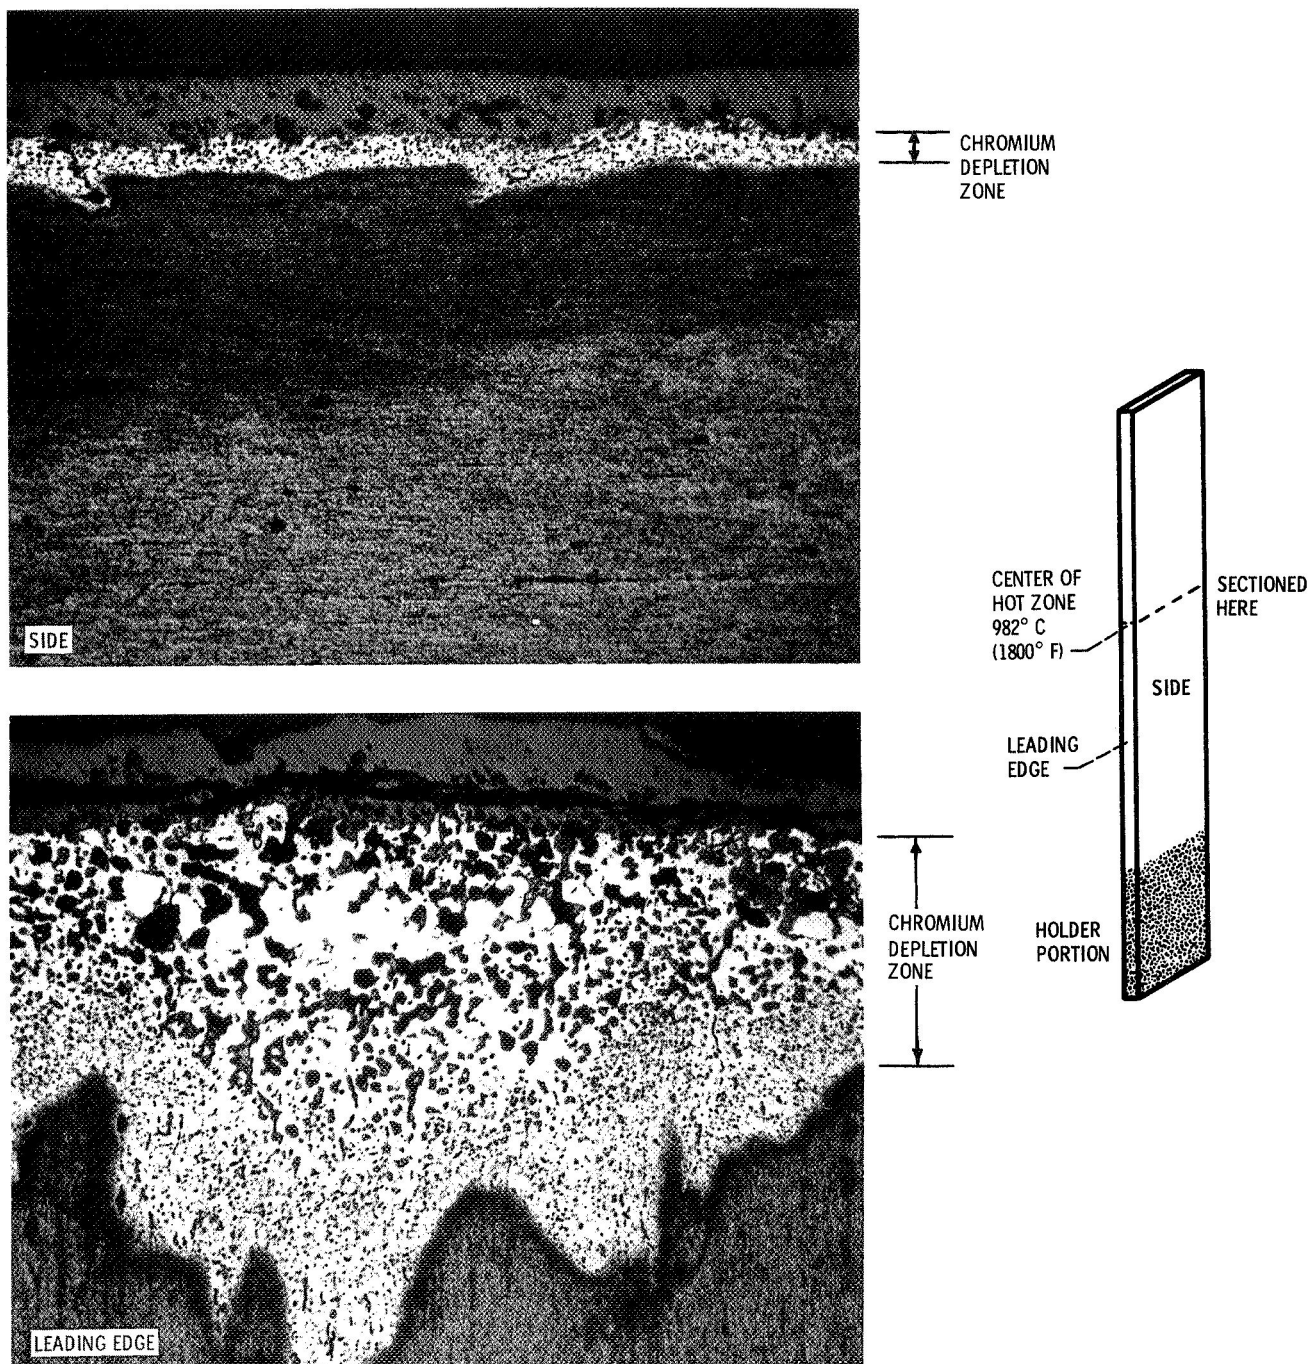 CHROMIUM
DEPLETION
ZONE
SIDE
CENTER OF
HOT ZONE
982° C
(1800° F)
SECTIONED
HERE
SIDE
LEADING
EDGE
CHROMIUM
DEPLETION
ZONE
HOLDER
PORTION
LEADING EDGE